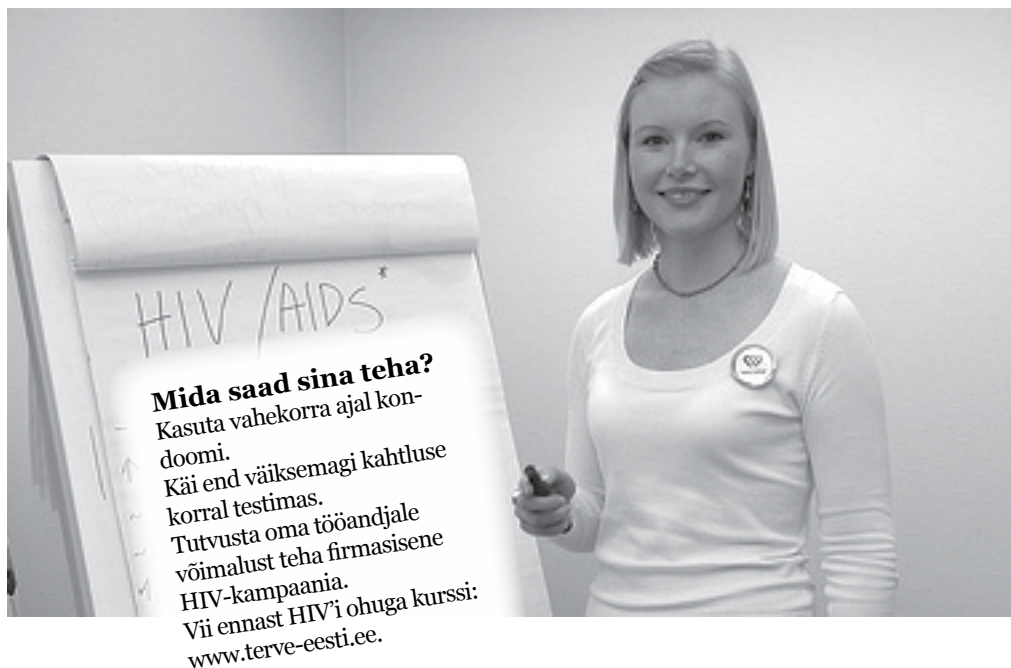 HIV/AIDS*
Mida saad sina teha?
Kasuta vahekorra ajal kon-
doomi.
Käi end väiksemagi kahtluse
korral testimas.
Tutvusta oma tööandjale
võimalust teha firmasisene
HIV-kampaania.
Vii ennast HIV’i ohuga kurssi:
www.terve-eesti.ee.